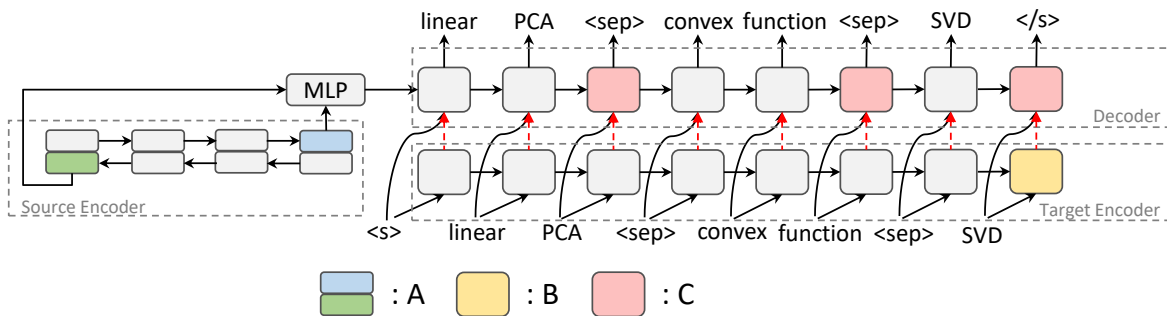 linear PCA <sep> convex function <sep> SVD </s>
MLP
Decoder
Source Encoder
Target Encoder
<s> linear PCA <sep> convex function <sep> SVD
: A : B : C